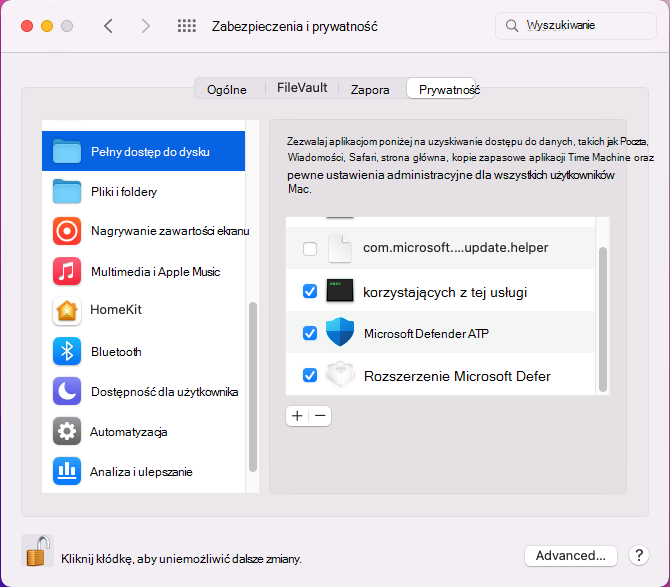 Zabezpieczenia i prywatność
Wyszukiwanie
Ogólne
FileVault
Zapora
Prywatność
Pełny dostęp do dysku
Pliki i foldery
Nagrywanie zawartości ekranu
Multimedia i Apple Music
HomeKit
Bluetooth
Dostępność dla użytkownika
Automatyzacja
Analiza i ulepszanie
Zezwalaj aplikacjom poniżej na uzyskiwanie dostępu do danych, takich jak Poczta,
Wiadomości, Safari, strona główna, kopie zapasowe aplikacji Time Machine oraz
pewne ustawienia administracyjne dla wszystkich użytkowników
Mac.
com.microsoft....update.helper
korzystających z tej usługi
Microsoft Defender ATP
Rozszerzenie Microsoft Defer
+ −
Kliknij kłódkę, aby uniemożliwić dalsze zmiany.
Advanced...
?